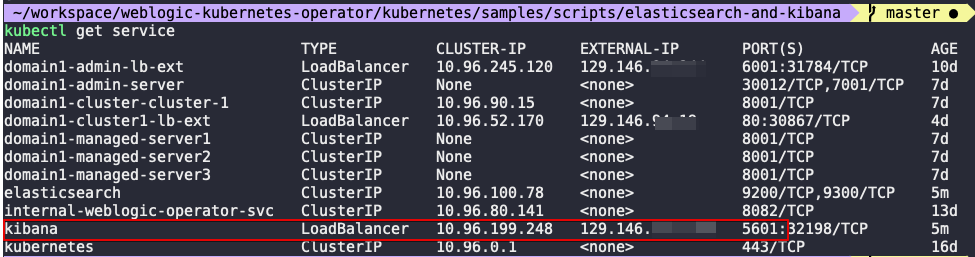 ~/workspace/weblogic-kubernetes-operator/kubernetes/samples/scripts/elasticsearch-and-kibana master ●
kubectl get service
NAME TYPE CLUSTER-IP EXTERNAL-IP PORT(S) AGE
domain1-admin-lb-ext LoadBalancer 10.96.245.120 129.146. 6001:31784/TCP 10d
domain1-admin-server ClusterIP None <none> 30012/TCP,7001/TCP 7d
domain1-cluster-cluster-1 ClusterIP 10.96.90.15 <none> 8001/TCP 7d
domain1-cluster1-lb-ext LoadBalancer 10.96.52.170 129.146. 80:30867/TCP 4d
domain1-managed-server1 ClusterIP None <none> 8001/TCP 7d
domain1-managed-server2 ClusterIP None <none> 8001/TCP 7d
domain1-managed-server3 ClusterIP None <none> 8001/TCP 7d
elasticsearch ClusterIP 10.96.100.78 <none> 9200/TCP,9300/TCP 5m
internal-weblogic-operator-svc ClusterIP 10.96.80.141 <none> 8082/TCP 13d
kibana LoadBalancer 10.96.199.248 129.146. 5601:32198/TCP 5m
kubernetes ClusterIP 10.96.0.1 <none> 443/TCP 16d